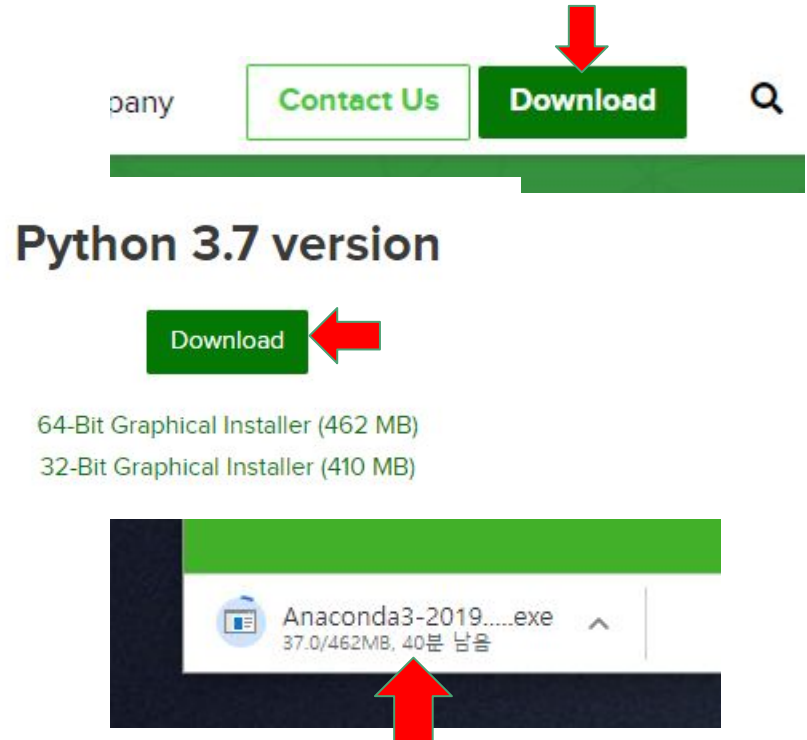 pany Contact Us Download
Python 3.7 version
Download
64-Bit Graphical Installer (462 MB)
32-Bit Graphical Installer (410 MB)
Anaconda3-2019.....exe
37.0/462MB, 40분 남음